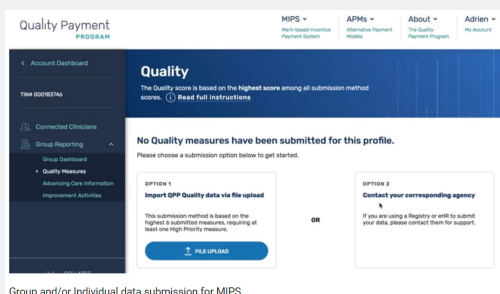 Quality Payment
PROGRAM
MIPS
Merit-based Incentive
Payment System
APMs
Alternative Payment
Models
About
The Quality
Payment Program
Adrien
My Account
Account Dashboard
TIN# 000183746
Connected Clinicians
Group Reporting
Group Dashboard
Quality Measures
Advancing Care Information
Improvement Activities
Quality
The Quality score is based on the highest score among all submission method
scores. Read full instructions
No Quality measures have been submitted for this profile.
Please choose a submission option below to get started.
OPTION 1
Import QPP Quality data via file upload
This submission method is based on the
highest 6 submitted measures, requiring at
least one High Priority measure.
FILE UPLOAD
OR
OPTION 2
Contact your corresponding agency
If you are using a Registry or eHR to submit
your data, please contact them for support.
Group and/or Individual data submission for MIPS